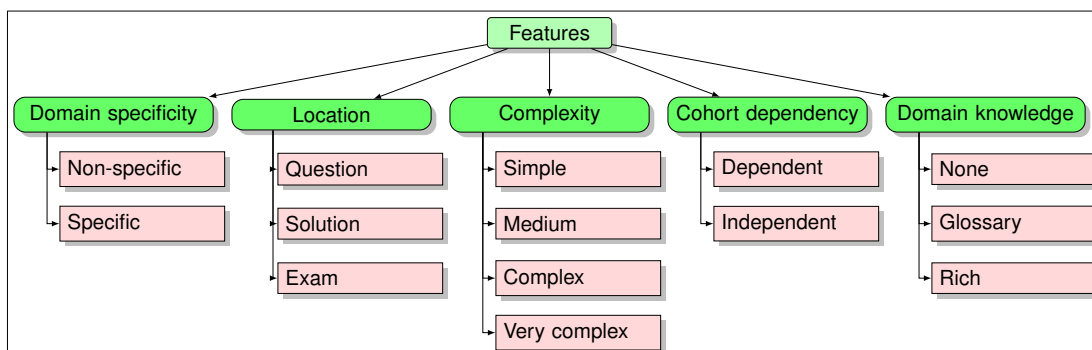 Features
Domain specificity
Non-specific
Specific
Location
Question
Solution
Exam
Complexity
Simple
Medium
Complex
Very complex
Cohort dependency
Dependent
Independent
Domain knowledge
None
Glossary
Rich